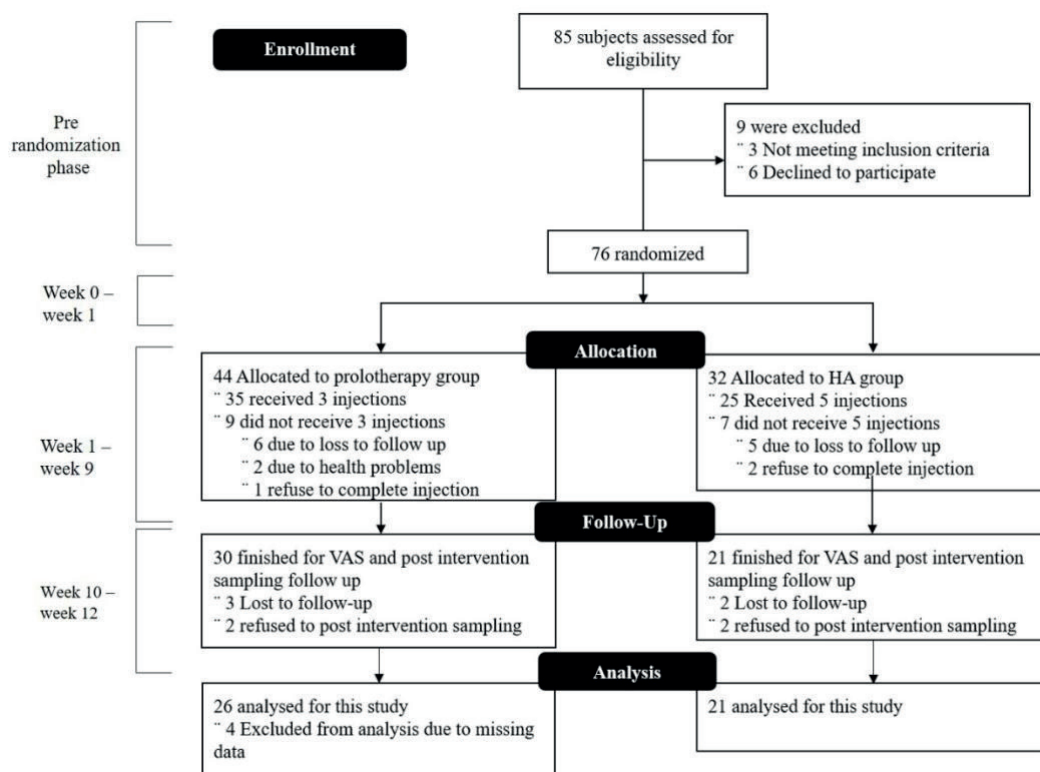 Enrollment
85 subjects assessed for
eligibility
Pre
randomization
phase
9 were excluded
¨ 3 Not meeting inclusion criteria
¨ 6 Declined to participate
76 randomized
Week 0 –
week 1
Allocation
44 Allocated to prolotherapy group
¨ 35 received 3 injections
¨ 9 did not receive 3 injections
¨ 6 due to loss to follow up
¨ 2 due to health problems
¨ 1 refuse to complete injection
32 Allocated to HA group
¨ 25 Received 5 injections
¨ 7 did not receive 5 injections
¨ 5 due to loss to follow up
¨ 2 refuse to complete injection
Week 1 –
week 9
Follow-Up
30 finished for VAS and post intervention
sampling follow up
¨ 3 Lost to follow-up
¨ 2 refused to post intervention sampling
21 finished for VAS and post intervention
sampling follow up
¨ 2 Lost to follow-up
¨ 2 refused to post intervention sampling
Week 10 –
week 12
Analysis
26 analysed for this study
¨ 4 Excluded from analysis due to missing
data
21 analysed for this study